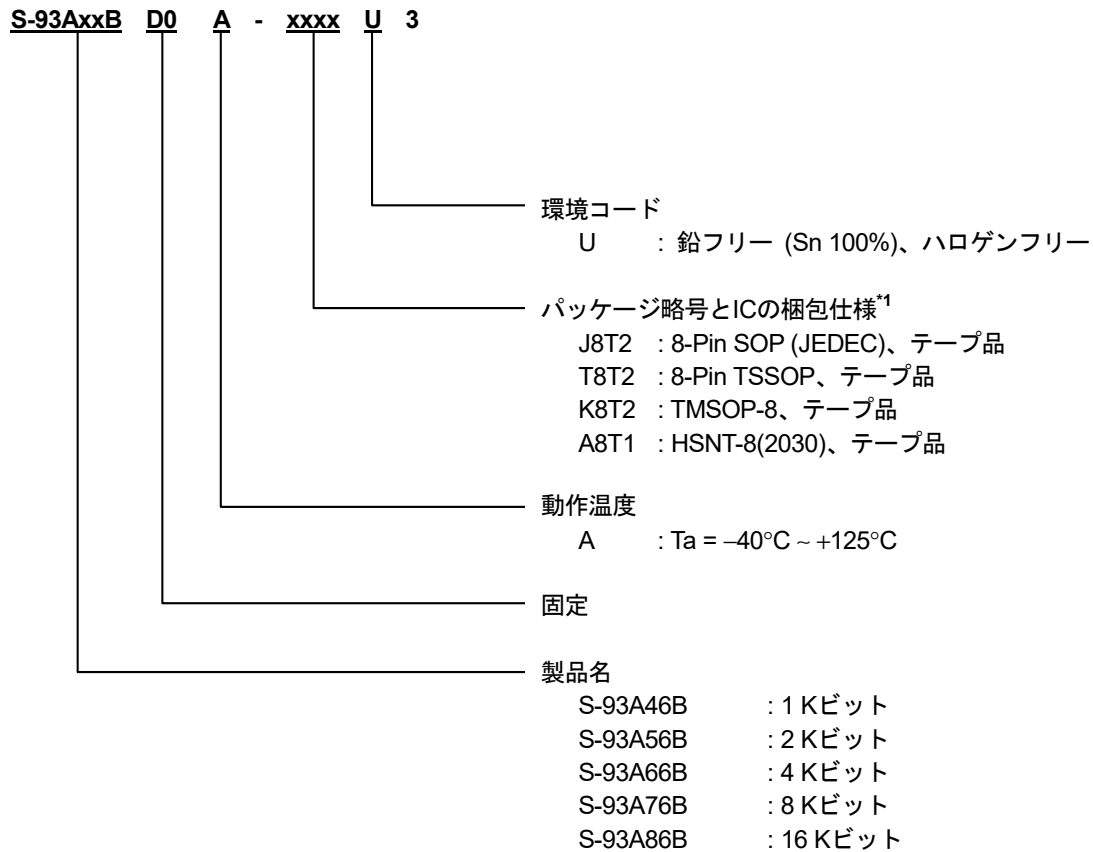 S-93AxxB D0 A - xxxx U 3
環境コード
U : 鉛フリー (Sn 100%)、ハロゲンフリー
パッケージ略号とICの梱包仕様*1
J8T2 : 8-Pin SOP (JEDEC)、テープ品
T8T2 : 8-Pin TSSOP、テープ品
K8T2 : TMSOP-8、テープ品
A8T1 : HSNT-8(2030)、テープ品
動作温度
A : Ta = −40°C ~ +125°C
固定
製品名
S-93A46B : 1 Kビット
S-93A56B : 2 Kビット
S-93A66B : 4 Kビット
S-93A76B : 8 Kビット
S-93A86B : 16 Kビット